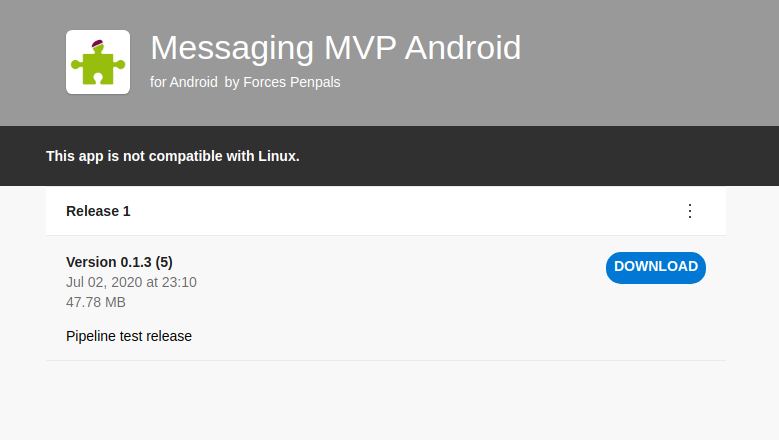 Messaging MVP Android
for Android by Forces Penpals
This app is not compatible with Linux.
Release 1
Version 0.1.3 (5)
DOWNLOAD
Jul 02, 2020 at 23:10
47.78 MB
Pipeline test release